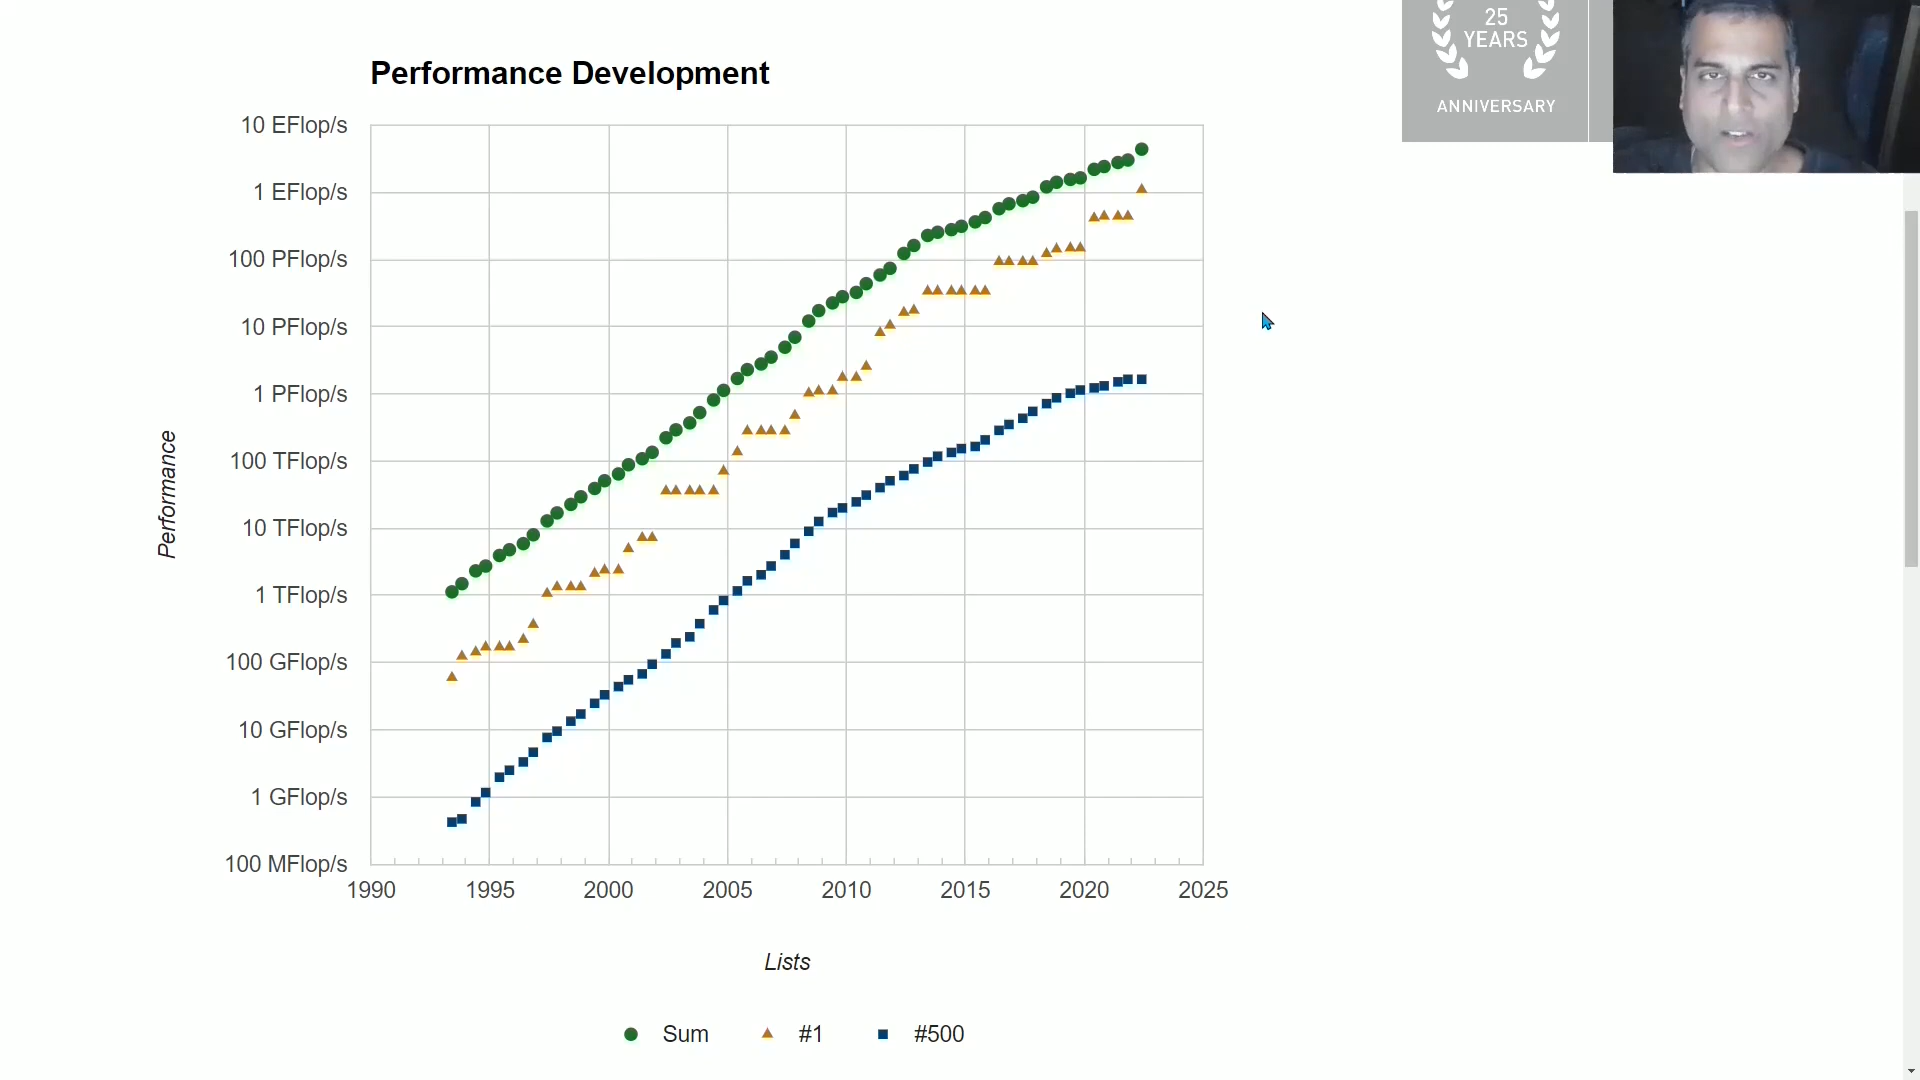 25
YEARS
ANNIVERSARY
Performance Development
10 EFlop/s
1 EFlop/s
100 PFlop/s
10 PFlop/s
1 PFlop/s
100 TFlop/s
10 TFlop/s
1 TFlop/s
100 GFlop/s
10 GFlop/s
1 GFlop/s
100 MFlop/s
Performance
1990 1995 2000 2005 2010 2015 2020 2025
Lists
Sum #1 #500